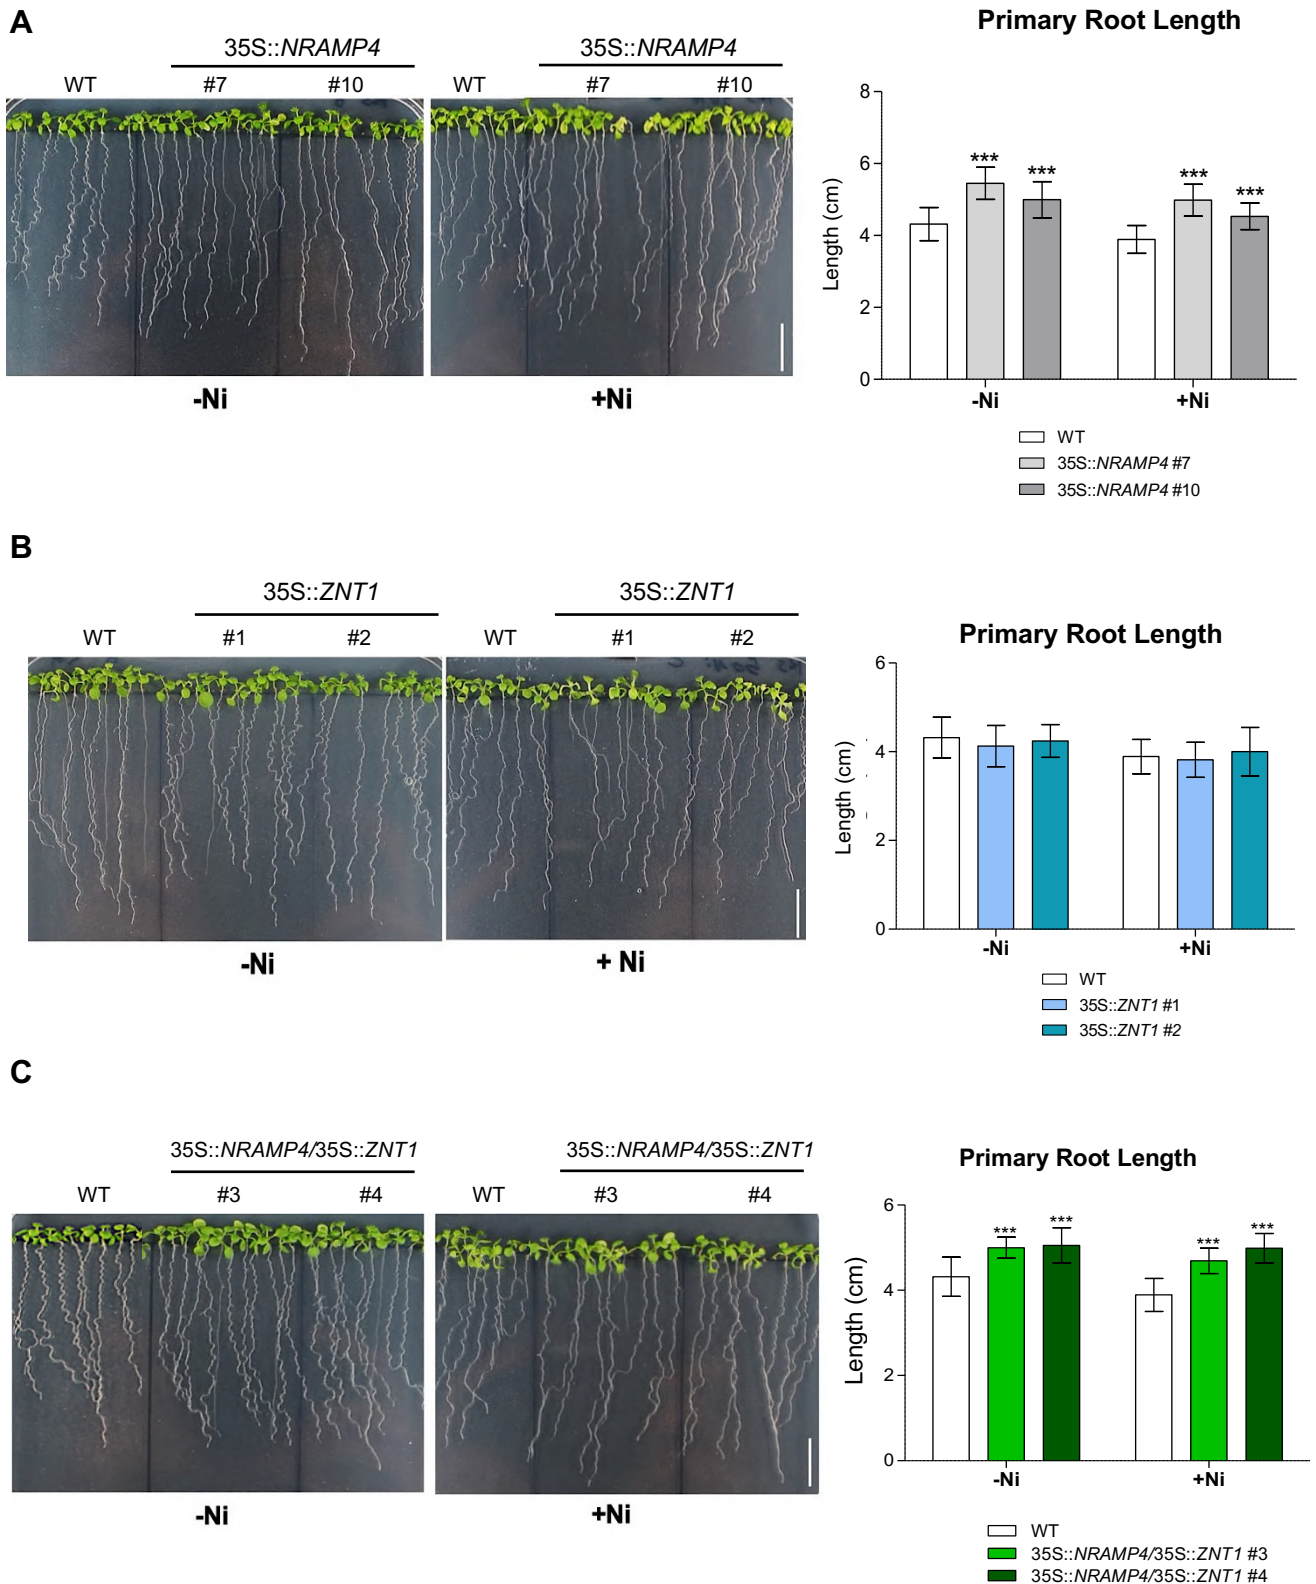 A
Primary Root Length
35S::NRAMP4
35S::NRAMP4
WT
#7
#10
WT
#7
#10
8
6
4
2
0
Length (cm)
***
***
***
***
-Ni
+Ni
-Ni
+Ni
WT
35S::NRAMP4 #7
35S::NRAMP4 #10
B
35S::ZNT1
35S::ZNT1
WT
#1
#2
WT
#1
#2
Primary Root Length
6
4
2
0
Length (cm)
-Ni
+Ni
-Ni
+ Ni
WT
35S::ZNT1 #1
35S::ZNT1 #2
C
35S::NRAMP4/35S::ZNT1
35S::NRAMP4/35S::ZNT1
WT
#3
#4
WT
#3
#4
Primary Root Length
6
4
2
0
Length (cm)
***
***
***
***
-Ni
+Ni
-Ni
+Ni
WT
35S::NRAMP4/35S::ZNT1 #3
35S::NRAMP4/35S::ZNT1 #4